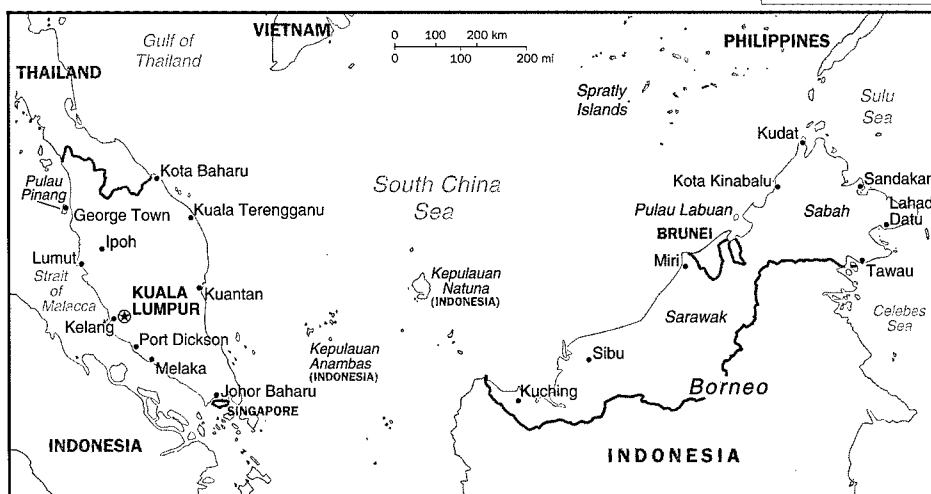 VIETNAM
0 100 200 km
0 100 200 mi
PHILIPPINES
Gulf of
Thailand
THAILAND
Spratly
Islands
Sulu
Sea
Kudat
Kota Baharu
Pulau
Pinang
George Town
Kuala Terengganu
South China
Sea
Kota Kinabalu
Sandakan
Pulau Labuan
Sabah
Lahad
Datu
BRUNEI
Ipoh
Lumut
Strait
of
Malacca
Miri
Tawau
KUALA
LUMPUR
Kuantan
Kepulauan
Natuna
(INDONESIA)
Kelang
Celebes
Sea
Sarawak
Port Dickson
Melaka
Kepulauan
Anambas
(INDONESIA)
Sibu
Johor Baharu
SINGAPORE
Kuching
Borneo
INDONESIA
INDONESIA